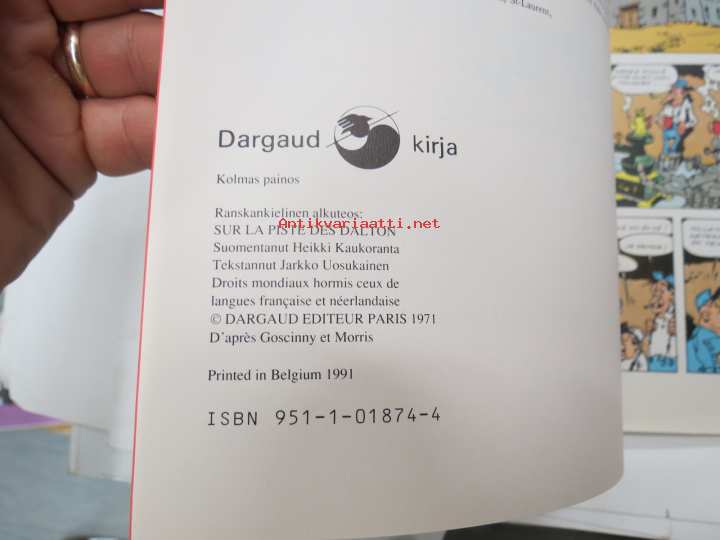 St-Laurent,
Dargaud kirja
Kolmas painos
Ranskankielinen alkuteos:
Antikvariaatti.net
SUR LA PISTE DES DALTON
Suomentanut Heikki Kaukoranta
Tekstannut Jarkko Uosukainen
Droits mondiaux hormis ceux de
langues française et néerlandaise
© DARGAUD EDITEUR PARIS 1971
D'après Goscinny et Morris
Printed in Belgium 1991
ISBN 951-1-01874-4